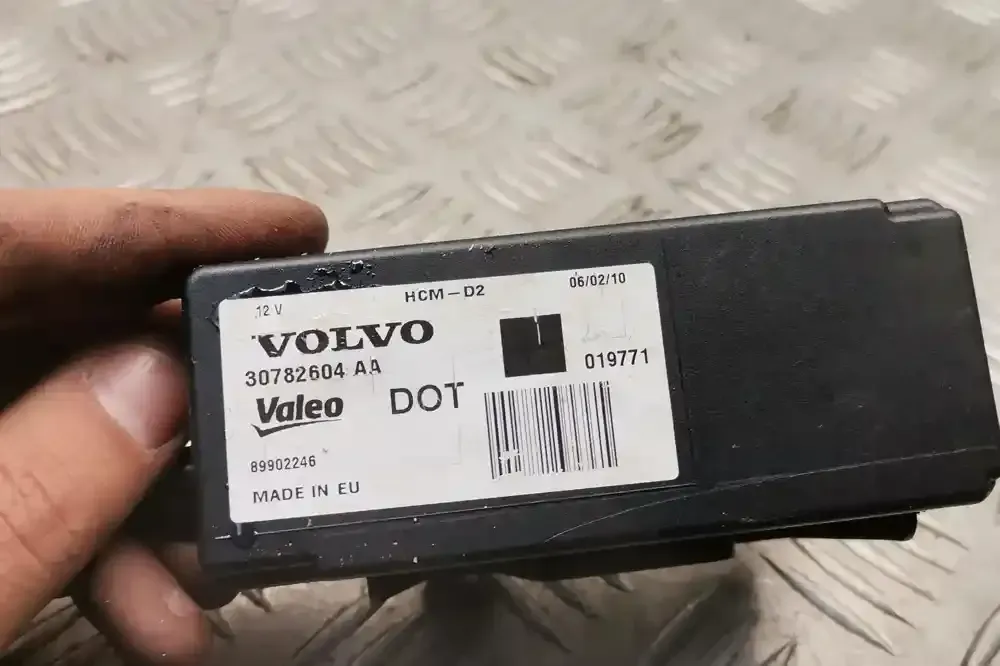 12 V HCM-D2 06/02/10
VOLVO
30782604 AA
019771
Valeo DOT
89902246
MADE IN EU